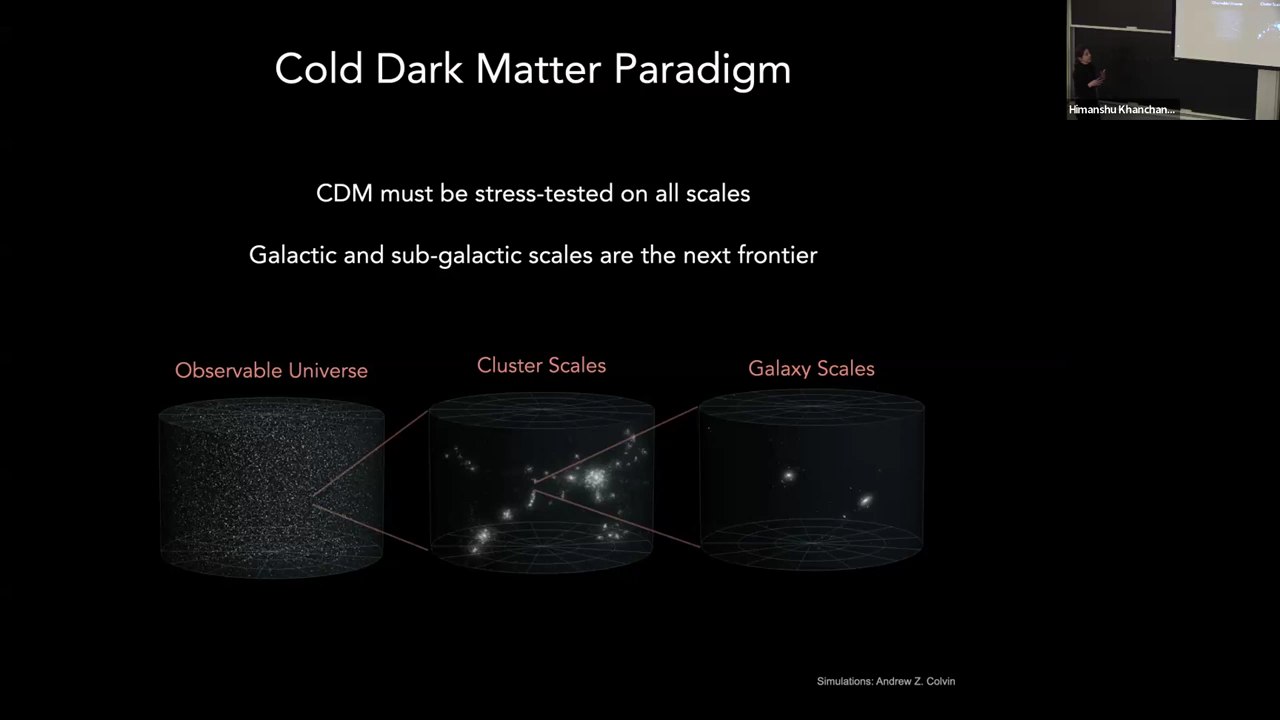 Cold Dark Matter Paradigm
Himanshu Khanchan...
CDM must be stress-tested on all scales
Galactic and sub-galactic scales are the next frontier
Observable Universe
Cluster Scales
Galaxy Scales
Simulations: Andrew Z. Colvin